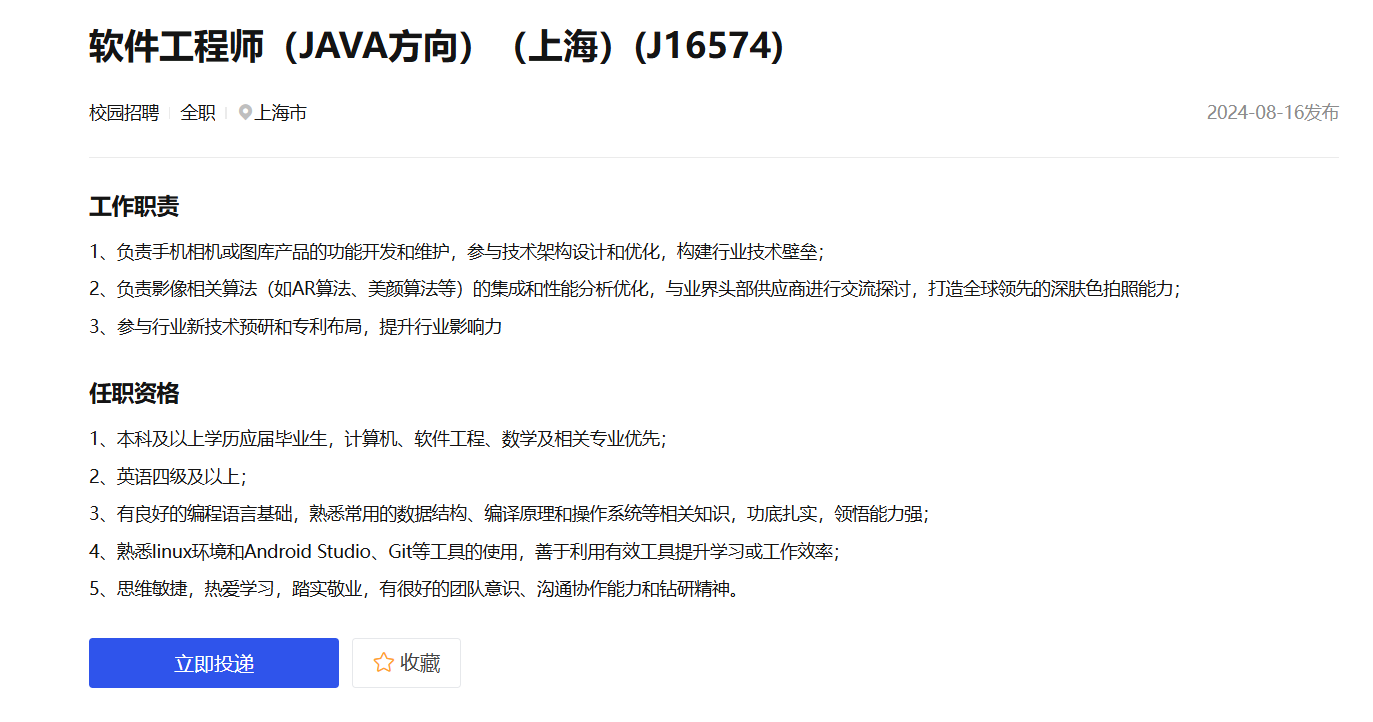 软件工程师（JAVA方向）（上海）(J16574)
校园招聘 全职 上海市 2024-08-16发布
工作职责
1、负责手机相机或图库产品的功能开发和维护，参与技术架构设计和优化，构建行业技术壁垒；
2、负责影像相关算法（如AR算法、美颜算法等）的集成和性能分析优化，与业界头部供应商进行交流探讨，打造全球领先的深肤色拍照能力；
3、参与行业新技术预研和专利布局，提升行业影响力
任职资格
1、本科及以上学历应届毕业生，计算机、软件工程、数学及相关专业优先；
2、英语四级及以上；
3、有良好的编程语言基础，熟悉常用的数据结构、编译原理和操作系统等相关知识，功底扎实，领悟能力强；
4、熟悉linux环境和Android Studio、Git等工具的使用，善于利用有效工具提升学习或工作效率；
5、思维敏捷，热爱学习，踏实敬业，有很好的团队意识、沟通协作能力和钻研精神。
立即投递 收藏